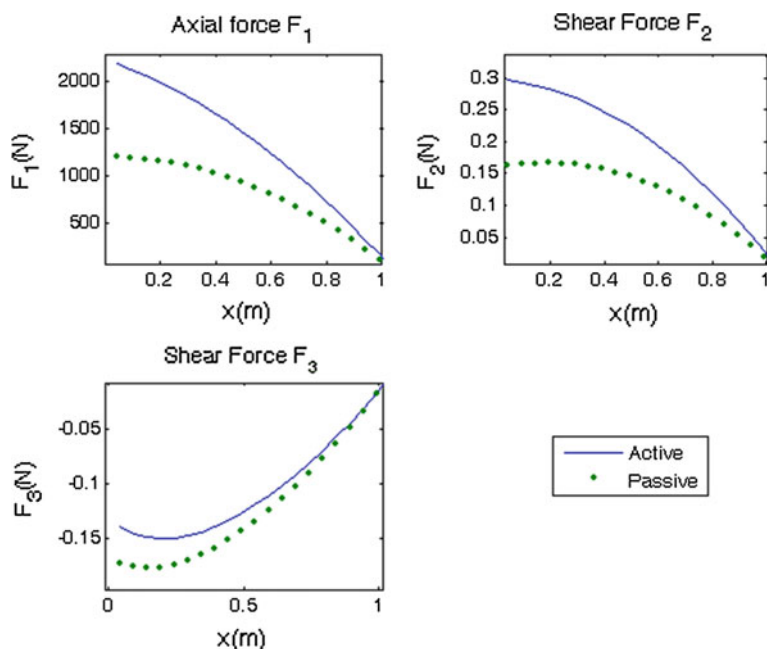 Axial force F1
F1(N)
2000
1500
1000
500
0.2 0.4 0.6 0.8 1
x(m)
Shear Force F2
F2(N)
0.3
0.25
0.2
0.15
0.1
0.05
0.2 0.4 0.6 0.8 1
x(m)
Shear Force F3
F3(N)
-0.05
-0.1
-0.15
0 0.5 1
x(m)
Active
Passive